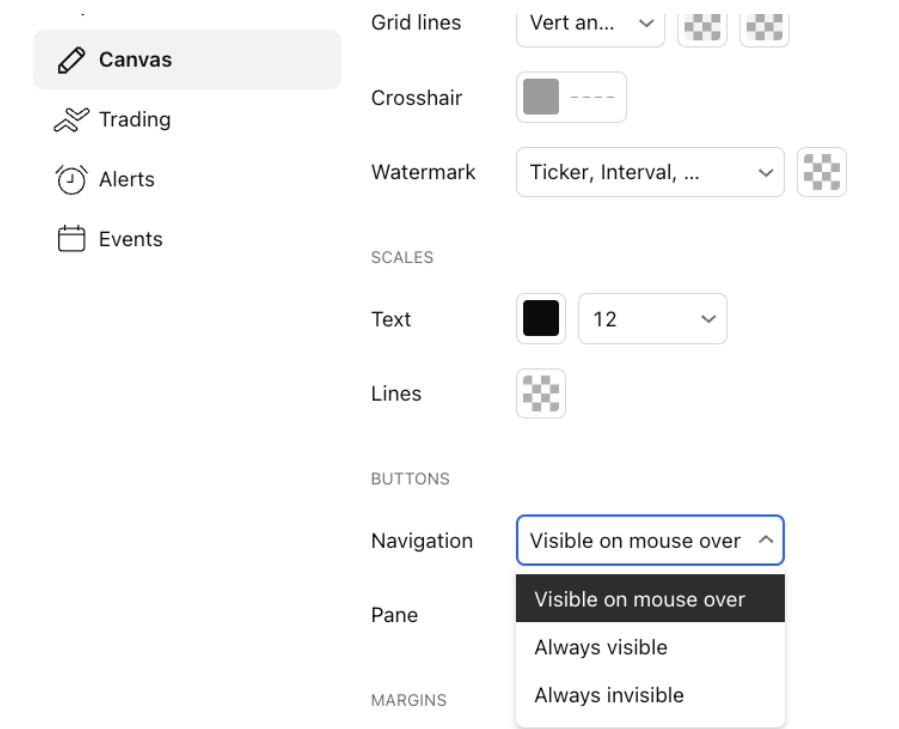 Canvas
Trading
Alerts
Events
Grid lines Vert an...
Crosshair
Watermark Ticker, Interval, ...
SCALES
Text 12
Lines
BUTTONS
Navigation Visible on mouse over
Visible on mouse over
Pane
Always visible
Always invisible
MARGINS